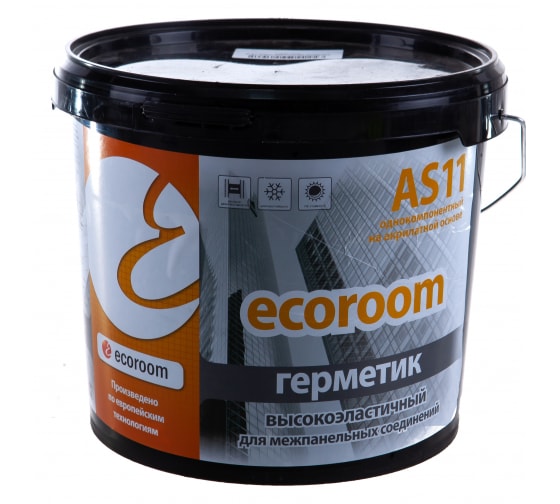 AS11
однокомпонентный
на акрилатной основе
ecoroom
герметик
высокоэластичный
для межпанельных соединений
ecoroom
Произведено
по европейским
технологиям